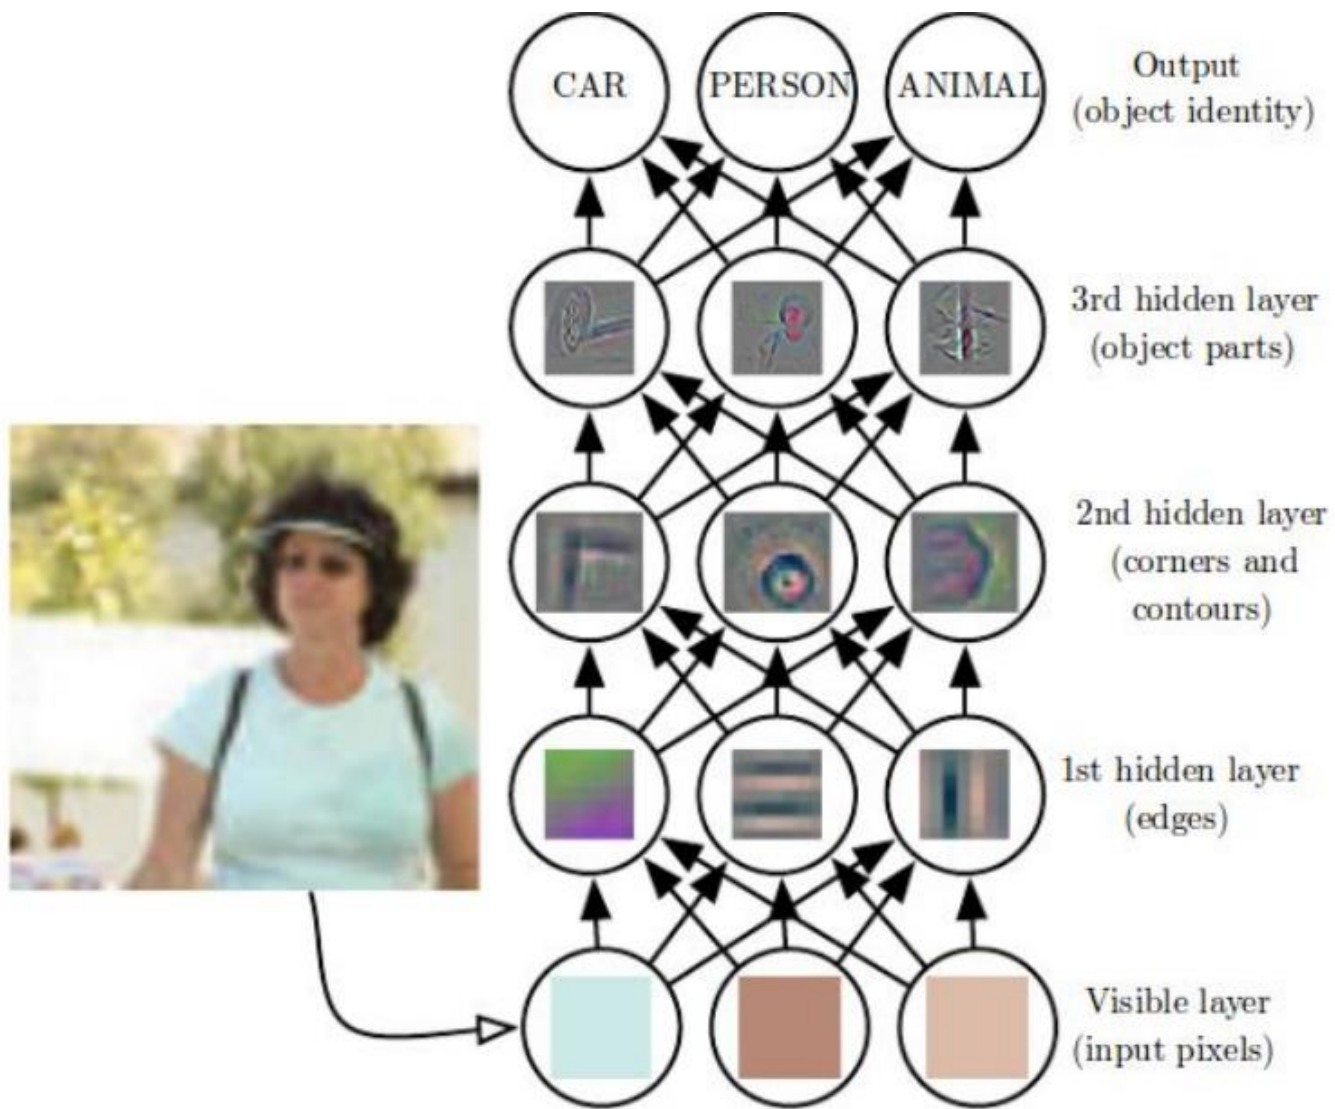 CAR
PERSON
ANIMAL
Output
(object identity)
3rd hidden layer
(object parts)
2nd hidden layer
(corners and
contours)
1st hidden layer
(edges)
Visible layer
(input pixels)